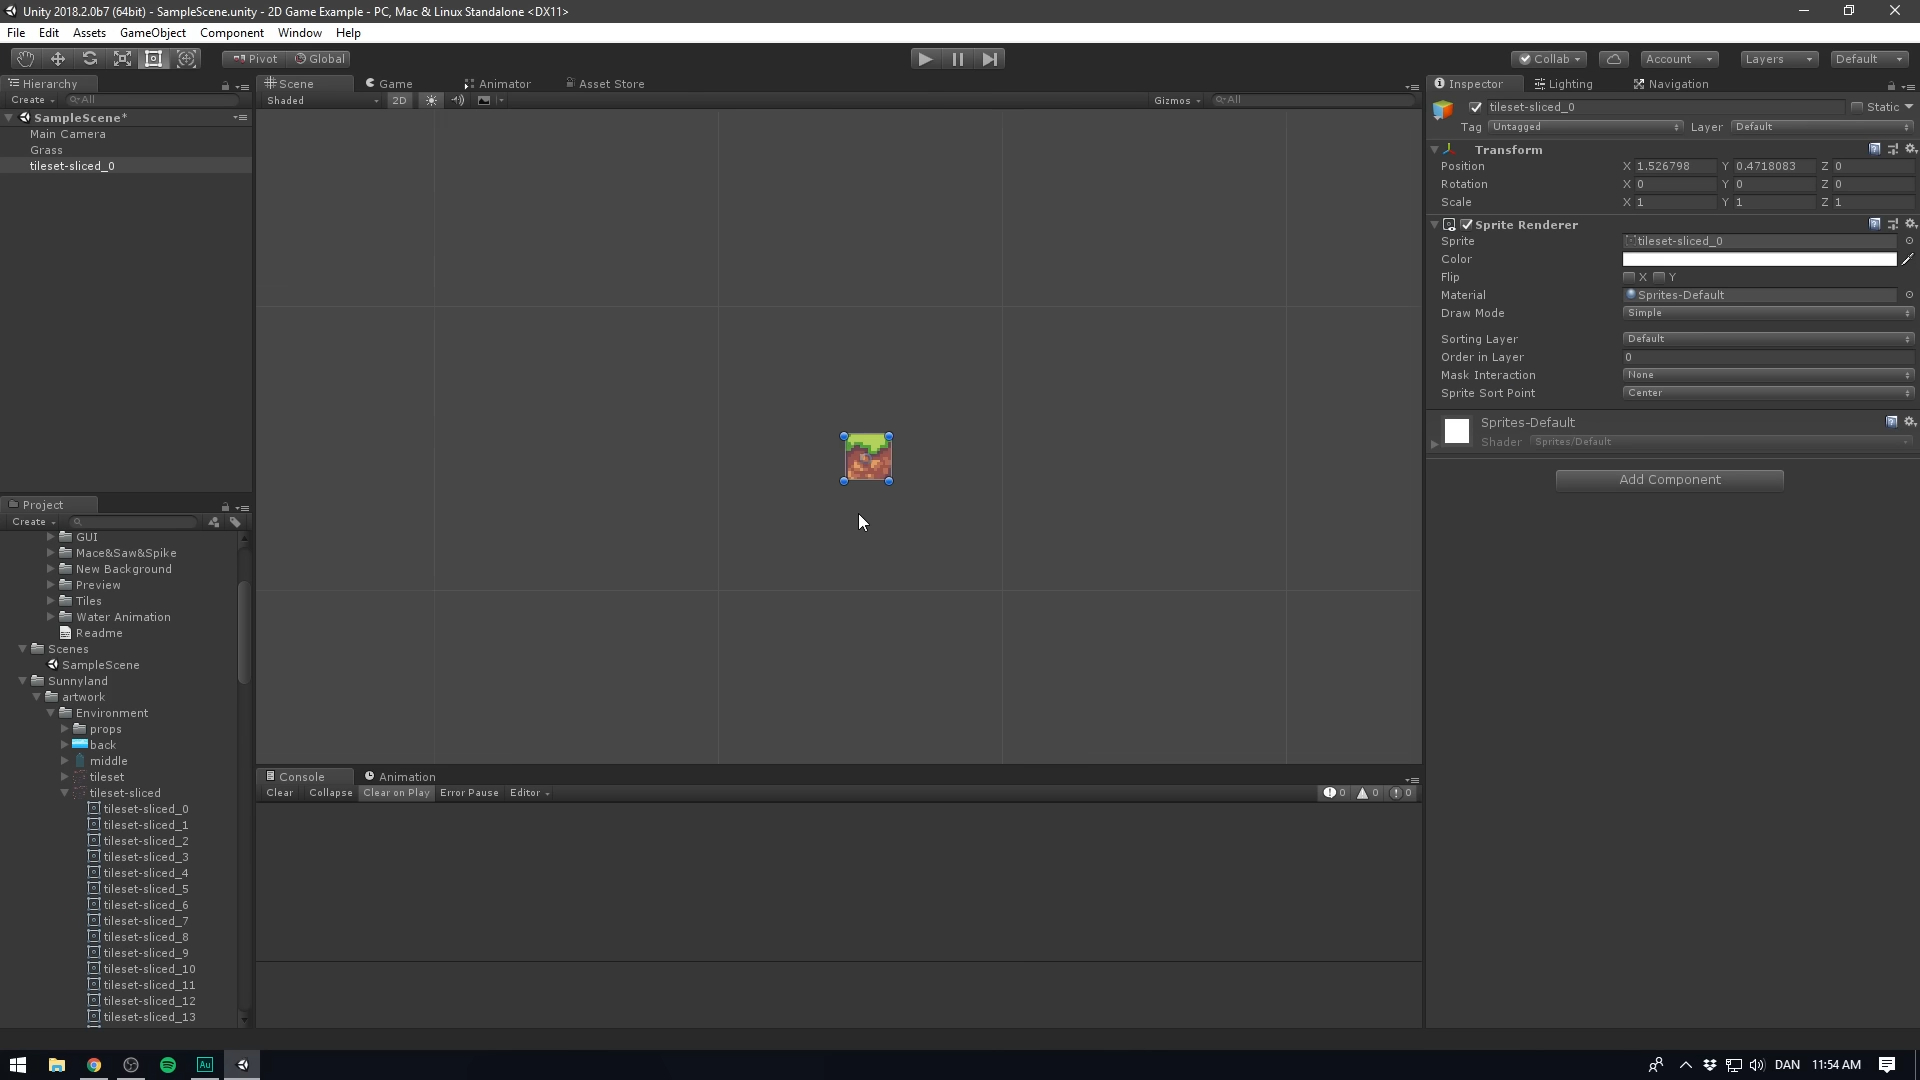 Unity 2018.2.0b7 (64bit) - SampleScene.unity - 2D Game Example - PC, Mac & Linux Standalone <DX11>
File Edit Assets GameObject Component Window Help
Pivot Global Collab Account Layers Default
Hierarchy
Create All
SampleScene*
Main Camera
Grass
tileset-sliced_0
Scene Game Animator Asset Store
Shaded 2D Gizmos All
Inspector Lighting Navigation
tileset-sliced_0 Static
Tag Untagged Layer Default
Transform
Position X 1.526798 Y 0.4718083 Z 0
Rotation X 0 Y 0 Z 0
Scale X 1 Y 1 Z 1
Sprite Renderer
Sprite tileset-sliced_0
Color
Flip X Y
Material Sprites-Default
Draw Mode Simple
Sorting Layer Default
Order in Layer 0
Mask Interaction None
Sprite Sort Point Center
Sprites-Default
Shader Sprites/Default
Add Component
Project
Create
GUI
Mace&Saw&Spike
New Background
Preview
Tiles
Water Animation
Readme
Scenes
SampleScene
Sunnyland
artwork
Environment
props
back
middle
tileset
tileset-sliced
tileset-sliced_0
tileset-sliced_1
tileset-sliced_2
tileset-sliced_3
tileset-sliced_4
tileset-sliced_5
tileset-sliced_6
tileset-sliced_7
tileset-sliced_8
tileset-sliced_9
tileset-sliced_10
tileset-sliced_11
tileset-sliced_12
tileset-sliced_13
Console Animation
Clear Collapse Clear on Play Error Pause Editor 0 0 0
Au DAN 11:54 AM